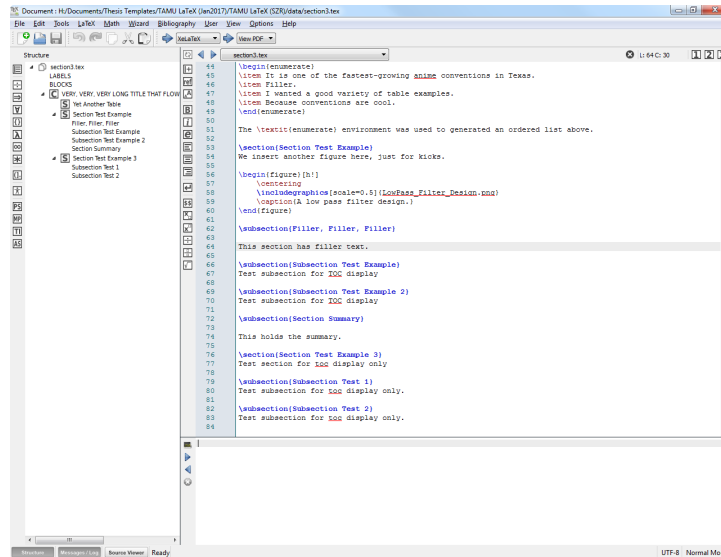 Document : H:/Documents/Thesis Templates/TAMU LaTeX (Jan2017)/TAMU LaTeX (SZR)/data/section3.tex
File Edit Tools LaTeX Math Wizard Bibliography User View Options Help
XeLaTeX View PDF
Structure
section3.tex
L: 64 C: 30
1 2
section3.tex
LABELS
BLOCKS
C VERY, VERY, VERY LONG TITLE THAT FLOW
S Yet Another Table
S Section Test Example
Filler, Filler, Filler
Subsection Test Example
Subsection Test Example 2
Section Summary
S Section Test Example 3
Subsection Test 1
Subsection Test 2
PS
MP
TI
AS
ref
B
i
e
$$
44 \begin{enumerate}
45 \item It is one of the fastest-growing anime conventions in Texas.
46 \item Filler.
47 \item I wanted a good variety of table examples.
48 \item Because conventions are cool.
49 \end{enumerate}
50
51 The \textit{enumerate} environment was used to generated an ordered list above.
52
53 \section{Section Test Example}
54 We insert another figure here, just for kicks.
55
56 \begin{figure}[h!]
57 \centering
58 \includegraphics[scale=0.5]{LowPass_Filter_Design.png}
59 \caption{A low pass filter design.}
60 \end{figure}
61
62 \subsection{Filler, Filler, Filler}
63
64 This section has filler text.
65
66 \subsection{Subsection Test Example}
67 Test subsection for TOC display
68
69 \subsection{Subsection Test Example 2}
70 Test subsection for TOC display
71
72 \subsection{Section Summary}
73
74 This holds the summary.
75
76 \section{Section Test Example 3}
77 Test section for toc display only
78
79 \subsection{Subsection Test 1}
80 Test subsection for toc display only.
81
82 \subsection{Subsection Test 2}
83 Test subsection for toc display only.
84
Structure Messages / Log Source Viewer Ready
UTF-8 Normal Mo